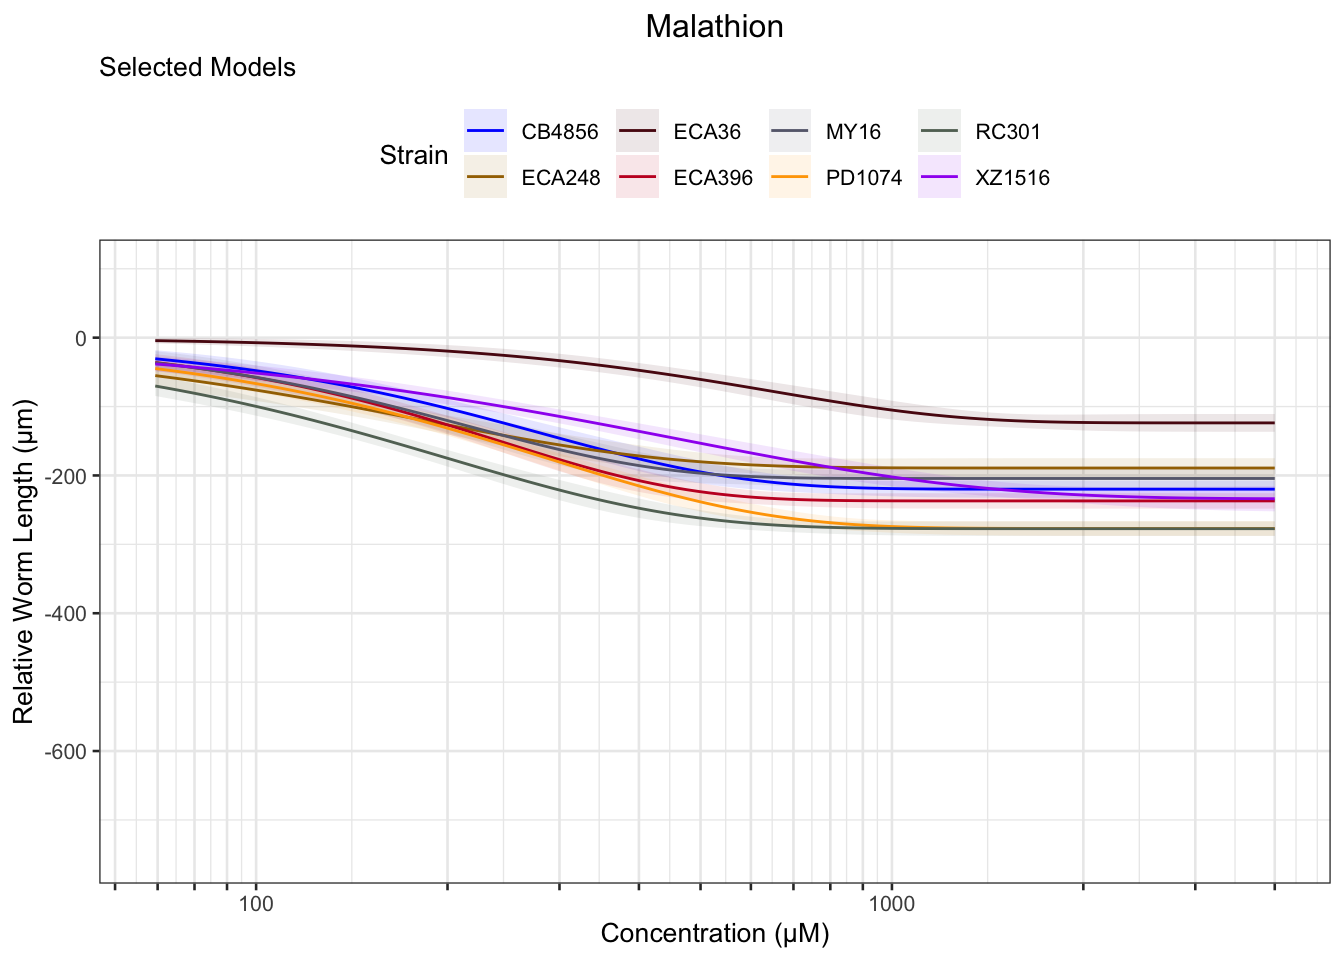 Malathion
Selected Models
Strain
CB4856 ECA36 MY16 RC301
ECA248 ECA396 PD1074 XZ1516
Relative Worm Length (µm)
0
-200
-400
-600
100 1000
Concentration (µM)